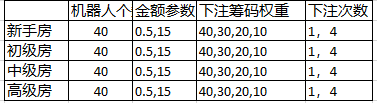 机器人个 金额参数 下注筹码权重 下注次数
新手房 40 0.5,15 40,30,20,10 1，4
初级房 40 0.5,15 40,30,20,10 1，4
中级房 40 0.5,15 40,30,20,10 1，4
高级房 40 0.5,15 40,30,20,10 1，4